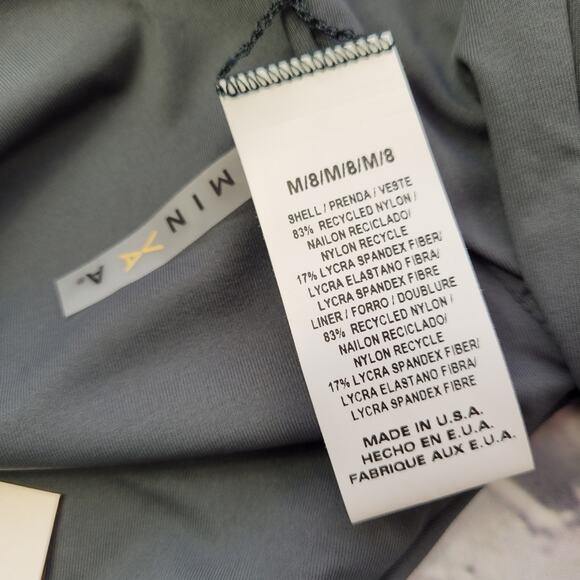 M/8/M/8/M/8
SHELL / PRENDA / VESTE
83% RECYCLED NYLON /
NAILON RECICLADO/
NYLON RECYCLE
17% LYCRA SPANDEX FIBER/
LYCRA ELASTANO FIBRA/
LYCRA SPANDEX FIBRE
LINER / FORRO / DOUBLURE
83% RECYCLED NYLON /
NAILON RECICLADO/
NYLON RECYCLE
17% LYCRA SPANDEX FIBER/
LYCRA ELASTANO FIBRA/
LYCRA SPANDEX FIBRE
MADE IN U.S.A.
HECHO EN E.U.A.
FABRIQUE AUX E.U.A.